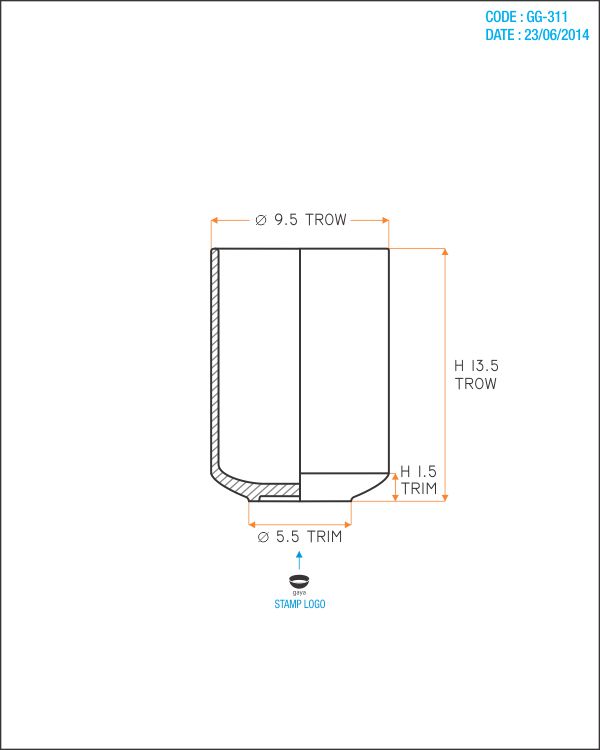 CODE : GG-311
DATE : 23/06/2014
Ø 9.5 TROW
H 13.5
TROW
H 1.5
TRIM
Ø 5.5 TRIM
gaya
STAMP LOGO